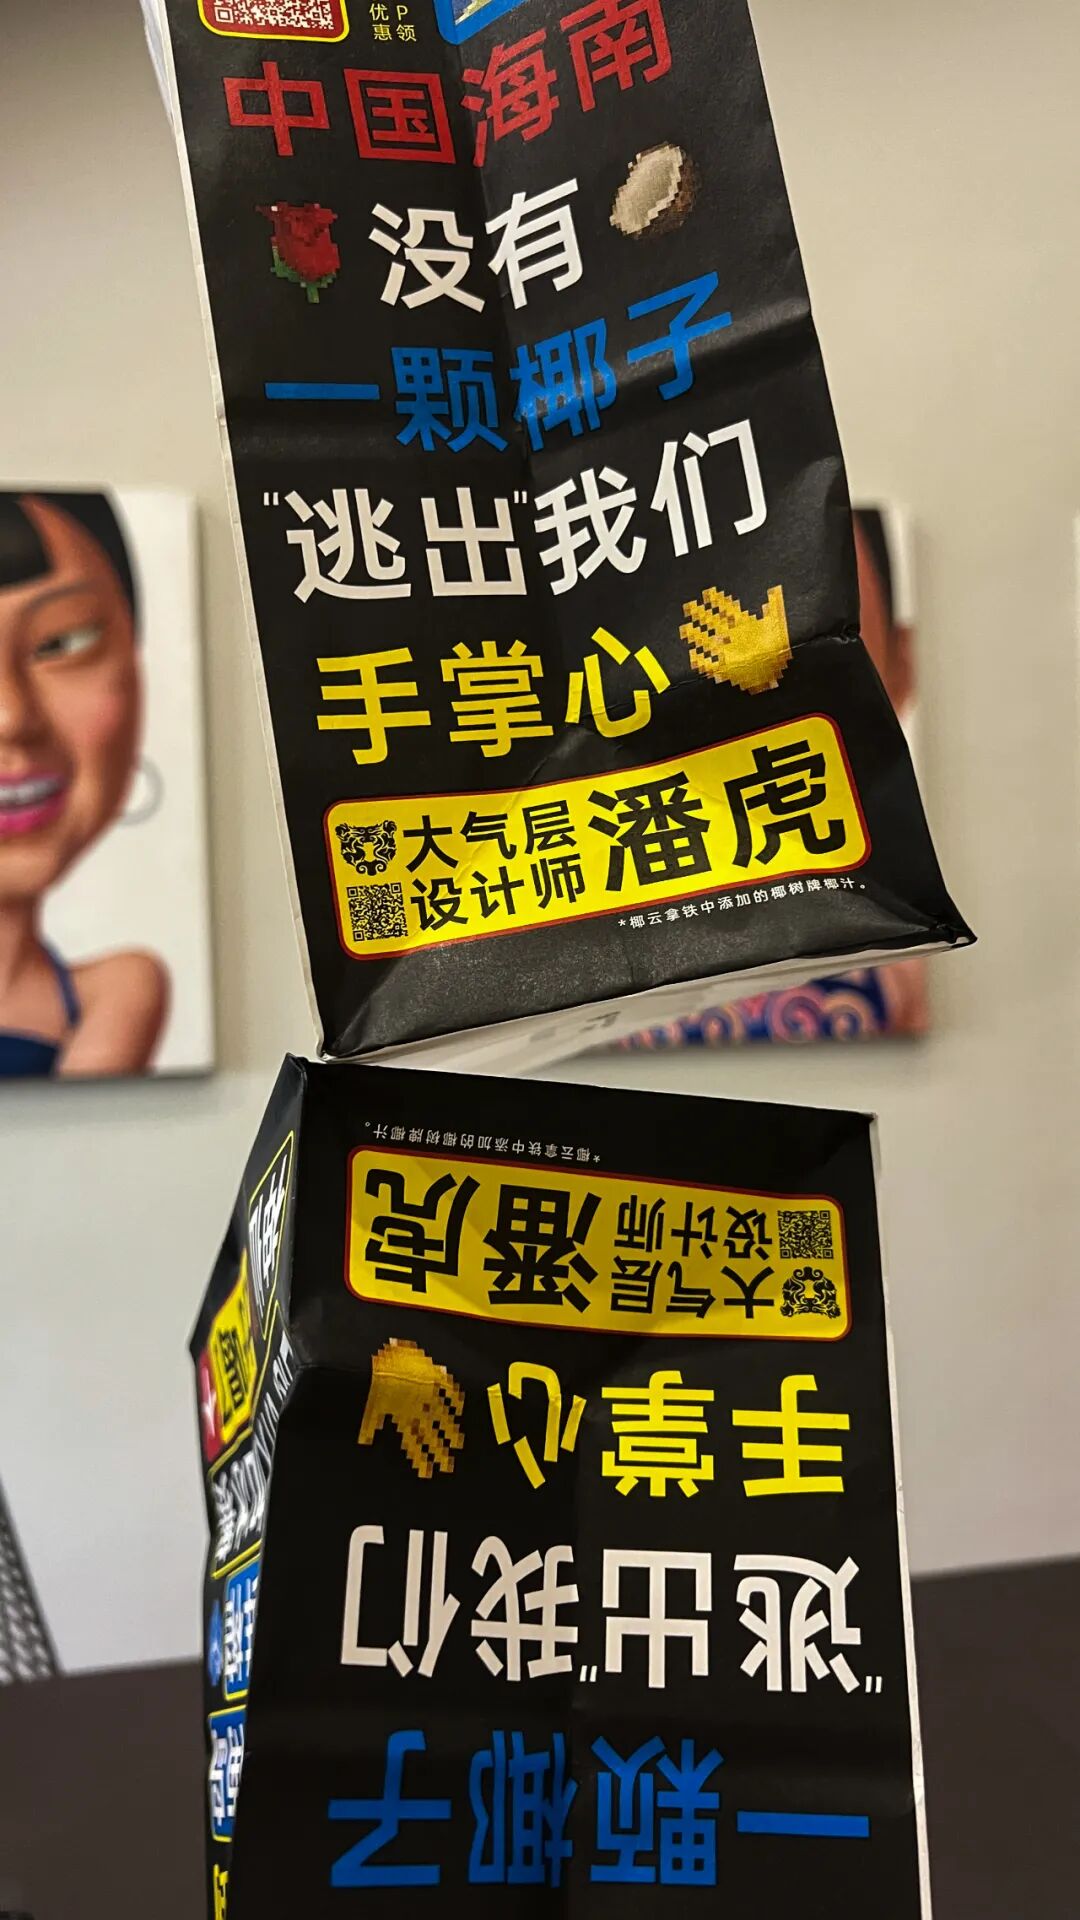 优惠
P领
中国海南
没有
一颗椰子
"逃出"我们
手掌心
大气层
设计师
潘虎
*椰云拿铁中添加的椰树牌椰汁。
*椰云拿铁中添加的椰树牌椰汁。
大气层
设计师
潘虎
手掌心
"逃出"我们
一颗椰子